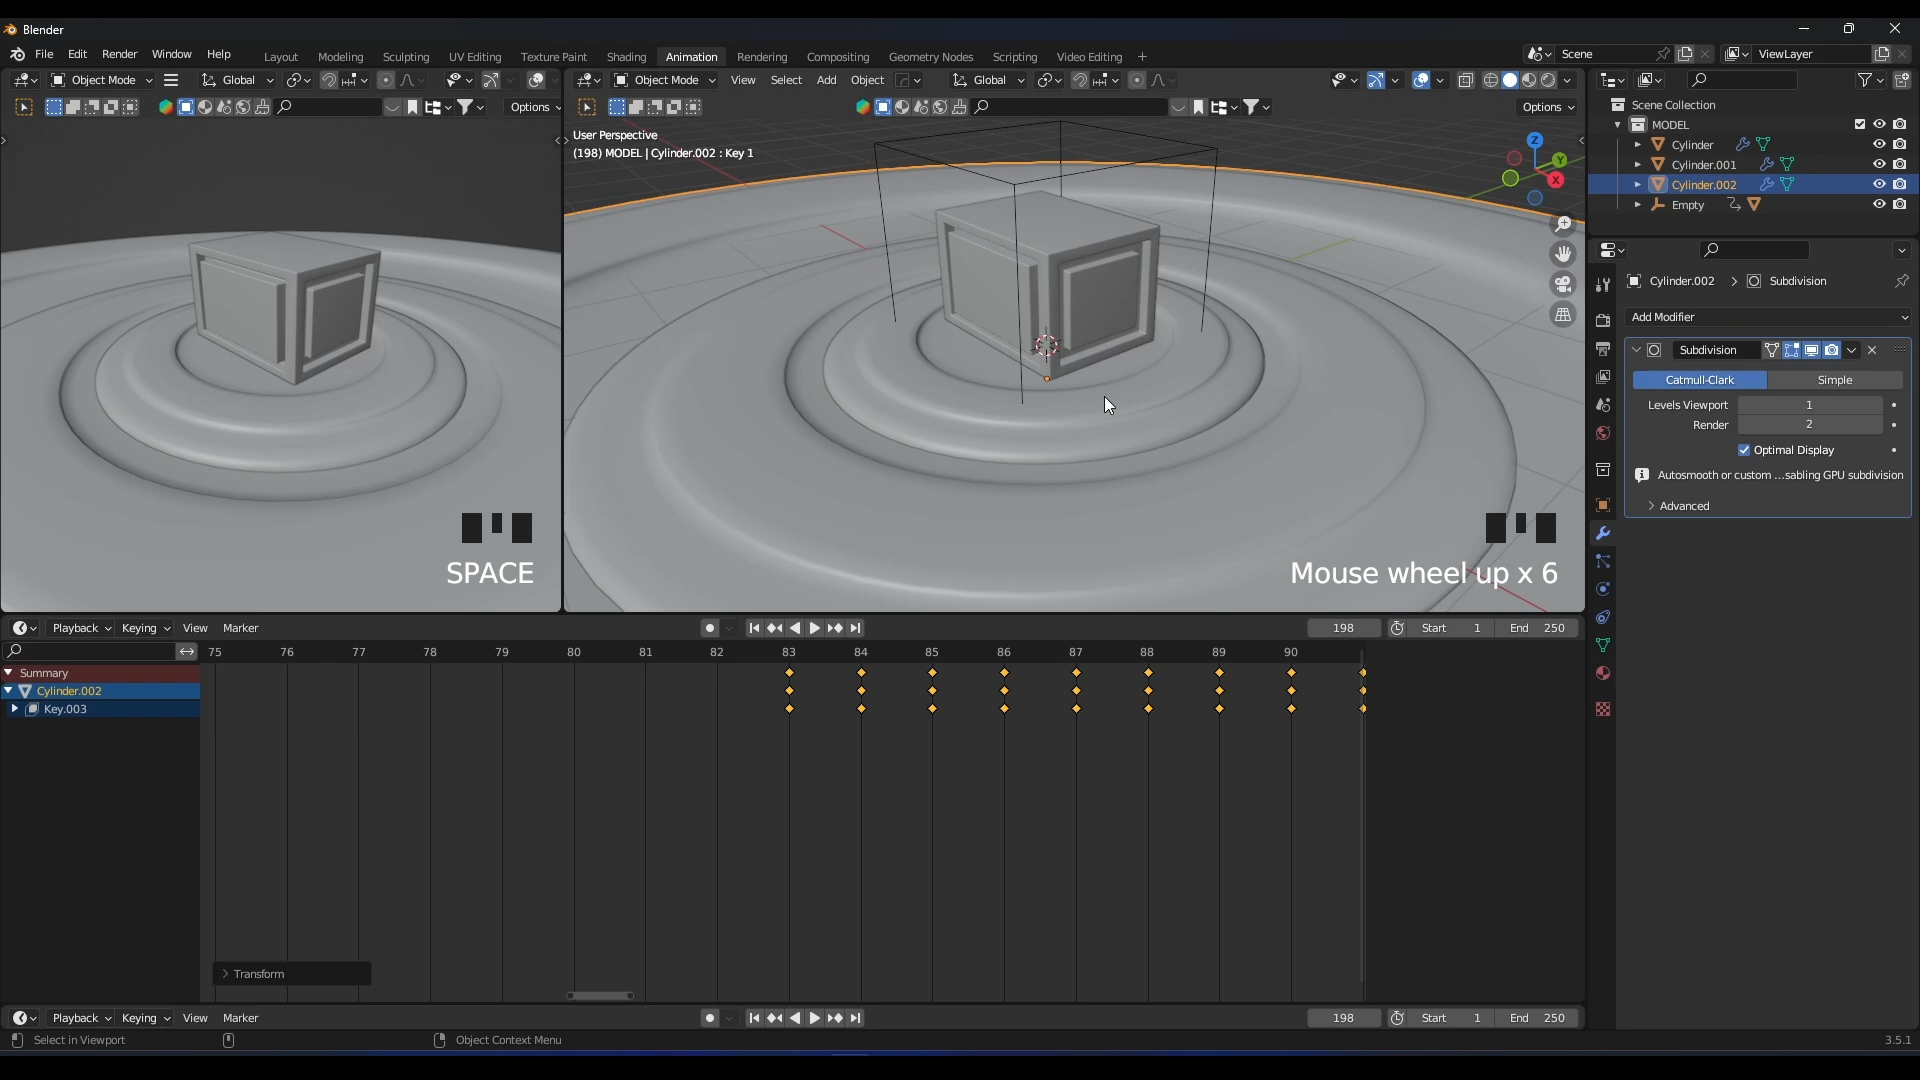 Blender
File Edit Render Window Help Layout Modeling Sculpting UV Editing Texture Paint Shading Animation Rendering Compositing Geometry Nodes Scripting Video Editing + Scene ViewLayer
Object Mode Global Object Mode View Select Add Object Global
Options Options
User Perspective
(198) MODEL | Cylinder.002 : Key 1
Z
Y
X
Scene Collection
MODEL
Cylinder
Cylinder.001
Cylinder.002
Empty
Cylinder.002 > Subdivision
Add Modifier
Subdivision
Catmull-Clark Simple
Levels Viewport 1
Render 2
Optimal Display
Autosmooth or custom ...sabling GPU subdivision
Advanced
SPACE
Mouse wheel up x 6
Playback Keying View Marker 198 Start 1 End 250
75 76 77 78 79 80 81 82 83 84 85 86 87 88 89 90
Summary
Cylinder.002
Key.003
Transform
Playback Keying View Marker 198 Start 1 End 250
Select in Viewport Object Context Menu 3.5.1